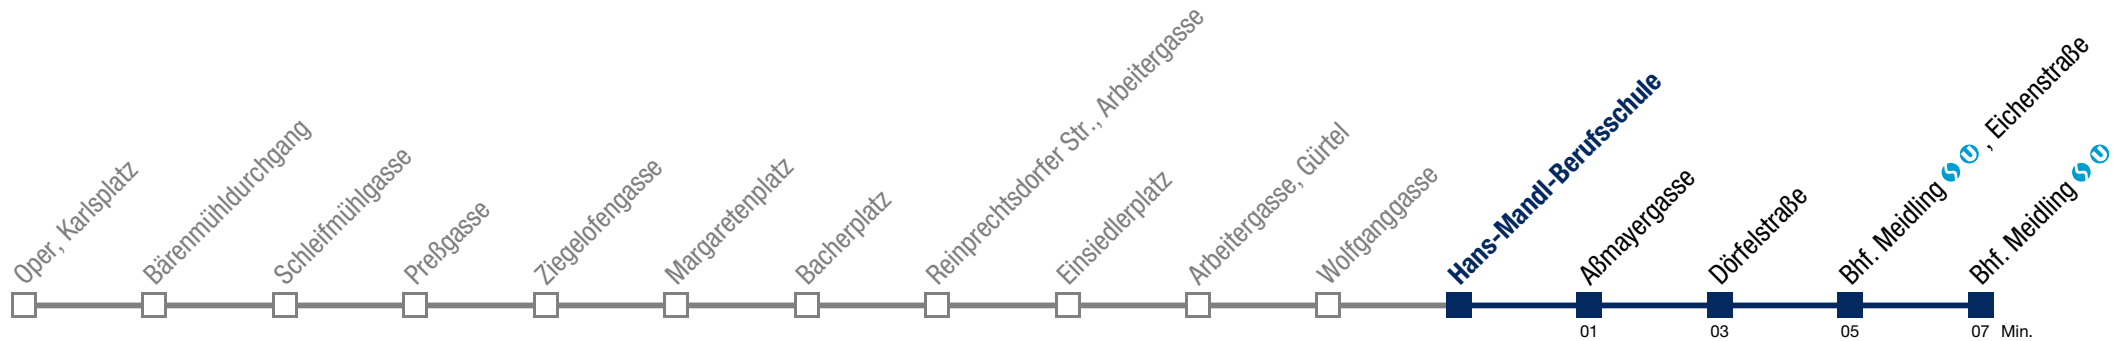 Oper, Karlsplatz
Bärenmühldurchgang
Schleifmühlgasse
Preßgasse
Ziegelofengasse
Margaretenplatz
Bacherplatz
Reinprechtsdorfer Str., Arbeitergasse
Einsiedlerplatz
Arbeitergasse, Gürtel
Wolfganggasse
Hans-Mandl-Berufsschule
Aßmayergasse
Dörfelstraße
Bhf. Meidling S U , Eichenstraße
Bhf. Meidling S U
01 03 05 07 Min.